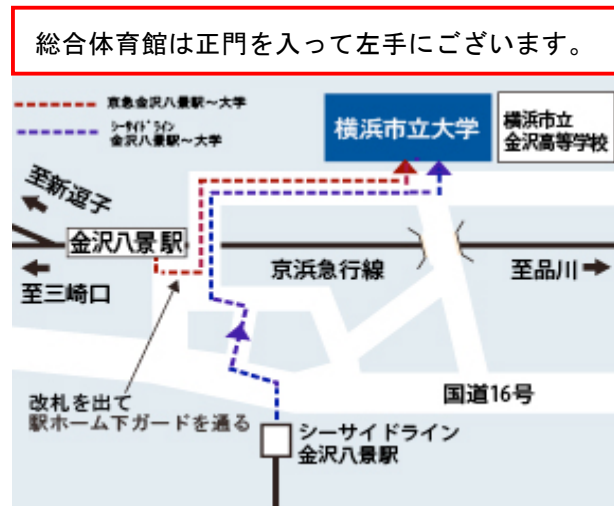 総合体育館は正門を入って左手にございます。
京急金沢八景駅〜大学
シーサイドライン
金沢八景駅〜大学
横浜市立大学
横浜市立
金沢高等学校
至新逗子
金沢八景駅
京浜急行線
至品川
至三崎口
国道16号
改札を出て
駅ホーム下ガードを通る
シーサイドライン
金沢八景駅